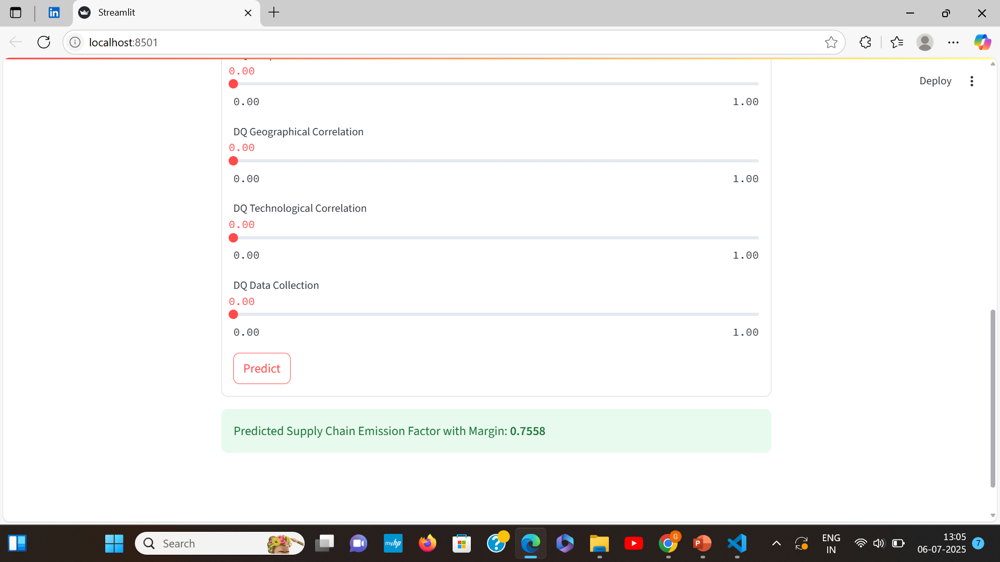 Streamlit
localhost:8501
Deploy
0.00
0.00 1.00
DQ Geographical Correlation
0.00
0.00 1.00
DQ Technological Correlation
0.00
0.00 1.00
DQ Data Collection
0.00
0.00 1.00
Predict
Predicted Supply Chain Emission Factor with Margin: 0.7558
Search
myhp
G
P
ENG
IN
13:05
06-07-2025
7
in